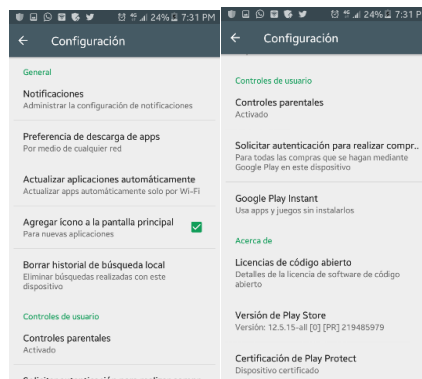 24% 7:31 PM
Configuración
General
Notificaciones
Administrar la configuración de notificaciones
Preferencia de descarga de apps
Por medio de cualquier red
Actualizar aplicaciones automáticamente
Actualizar apps automáticamente solo por Wi-Fi
Agregar ícono a la pantalla principal
Para nuevas aplicaciones
Borrar historial de búsqueda local
Eliminar búsquedas realizadas con este
dispositivo
Controles de usuario
Controles parentales
Activado
24% 7:31 P
Configuración
Controles de usuario
Controles parentales
Activado
Solicitar autenticación para realizar compr..
Para todas las compras que se hagan mediante
Google Play en este dispositivo
Google Play Instant
Usa apps y juegos sin instalarlos
Acerca de
Licencias de código abierto
Detalles de la licencia de software de código
abierto
Versión de Play Store
Versión: 12.5.15-all [0] [PR] 219485979
Certificación de Play Protect
Dispositivo certificado